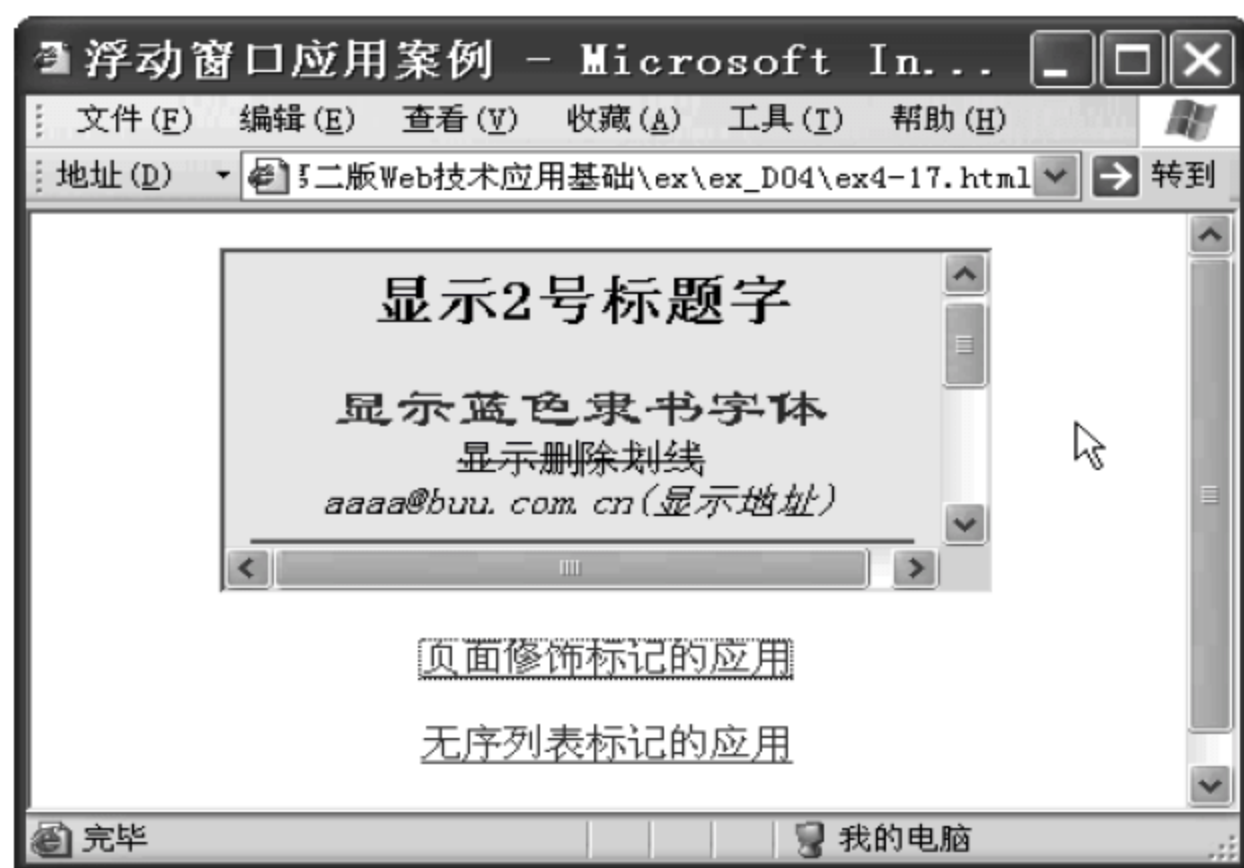 浮动窗口应用案例 - Microsoft In...
文件(F) 编辑(E) 查看(V) 收藏(A) 工具(T) 帮助(H)
地址(D) 二版Web技术应用基础\ex\ex_D04\ex4-17.html 转到
显示2号标题字
显示蓝色隶书字体
显示删除划线
aaaa@buu.com.cn(显示地址)
页面修饰标记的应用
无序列表标记的应用
完毕 我的电脑